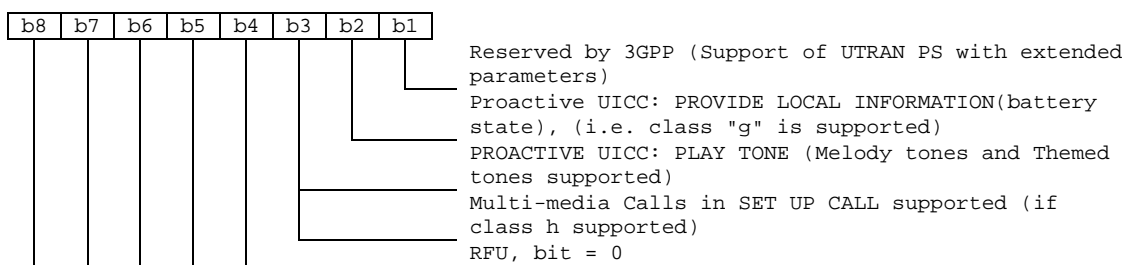 b8 b7 b6 b5 b4 b3 b2 b1
Reserved by 3GPP (Support of UTRAN PS with extended
parameters)
Proactive UICC: PROVIDE LOCAL INFORMATION(battery
state), (i.e. class "g" is supported)
PROACTIVE UICC: PLAY TONE (Melody tones and Themed
tones supported)
Multi-media Calls in SET UP CALL supported (if
class h supported)
RFU, bit = 0